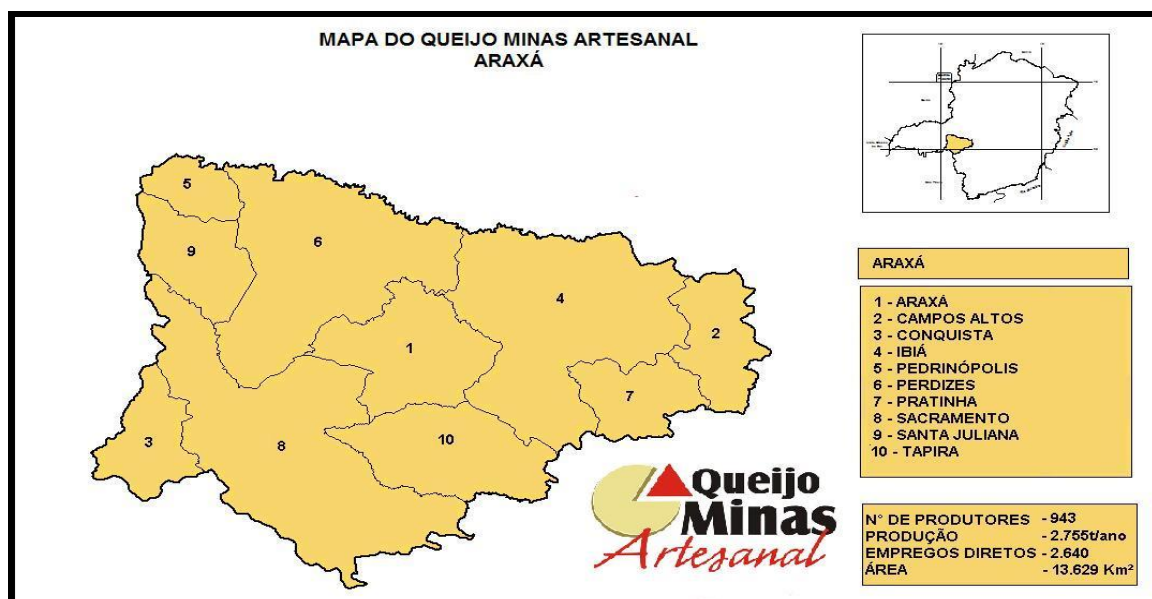 MAPA DO QUEIJO MINAS ARTESANAL
ARAXÁ
5
9
6
4
2
1
7
3
8
10
ARAXÁ
1 - ARAXÁ
2 - CAMPOS ALTOS
3 - CONQUISTA
4 - IBIÁ
5 - PEDRINÓPOLIS
6 - PERDIZES
7 - PRATINHA
8 - SACRAMENTO
9 - SANTA JULIANA
10 - TAPIRA
Queijo
Minas
Artesanal
N° DE PRODUTORES - 943
PRODUÇÃO - 2.755t/ano
EMPREGOS DIRETOS - 2.640
ÁREA - 13.629 Km²